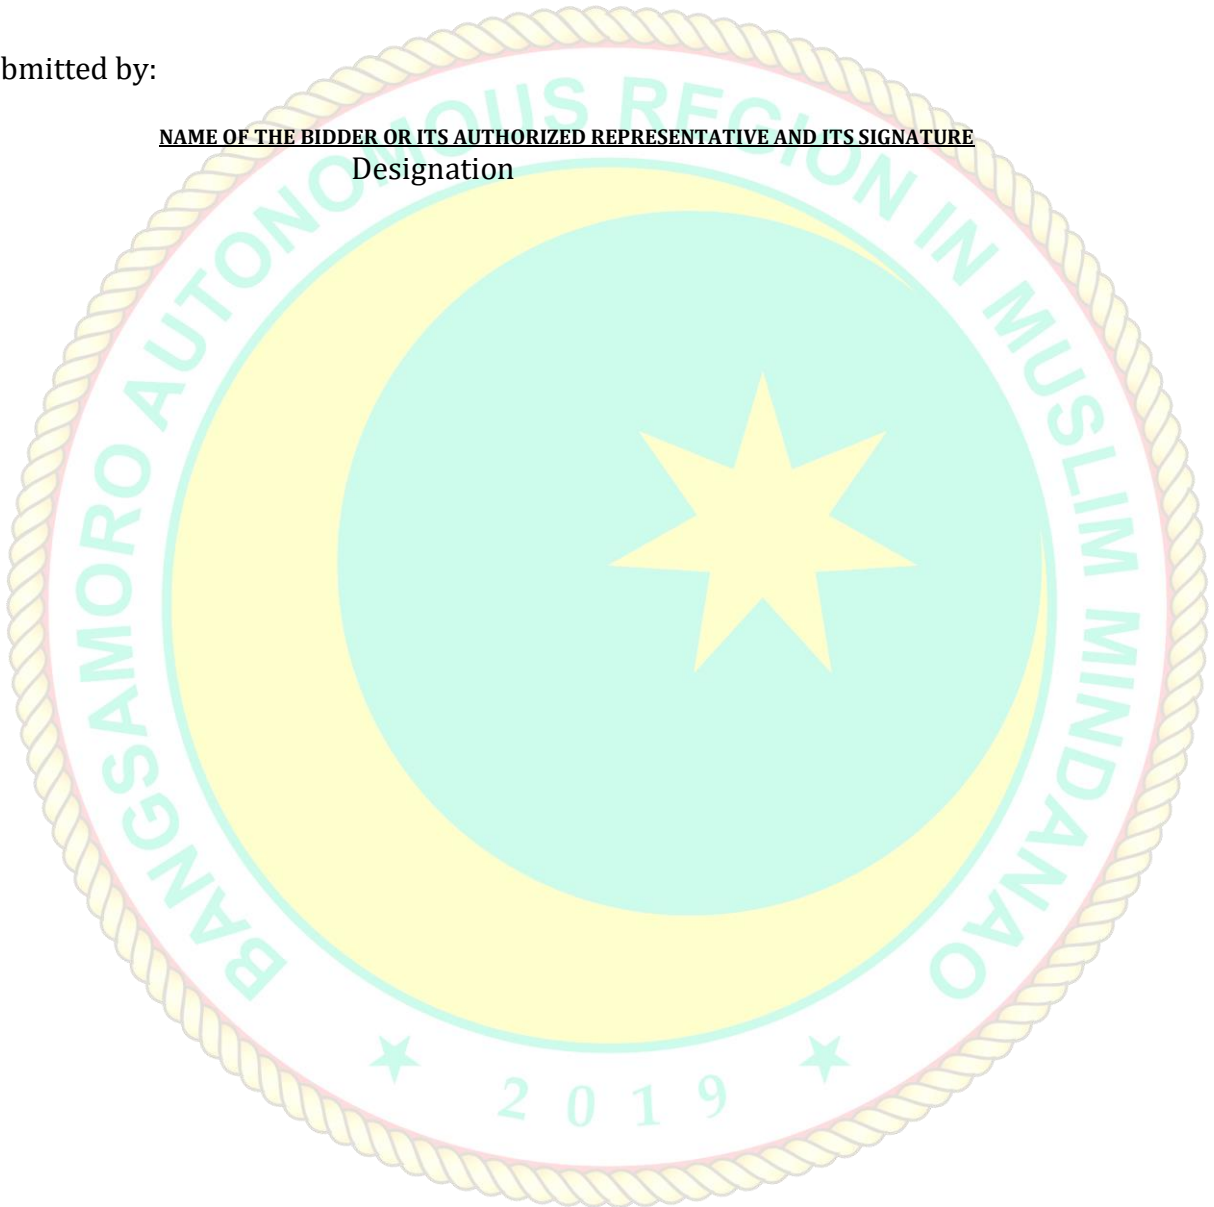 bmitted by:
NAME OF THE BIDDER OR ITS AUTHORIZED REPRESENTATIVE AND ITS SIGNATURE
Designation
BANGSAMORO AUTONOMOUS REGION IN MUSLIM MINDANAO
2019